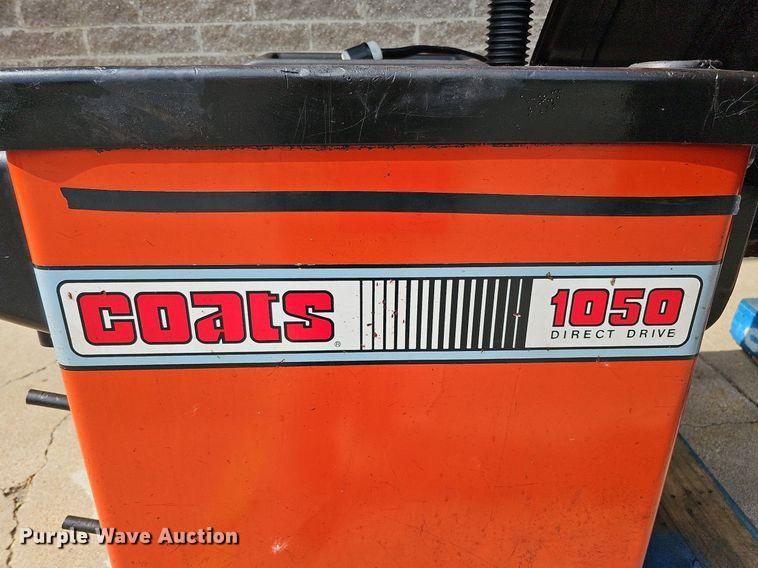 coats ®
1050
DIRECT DRIVE
Purple Wave Auction